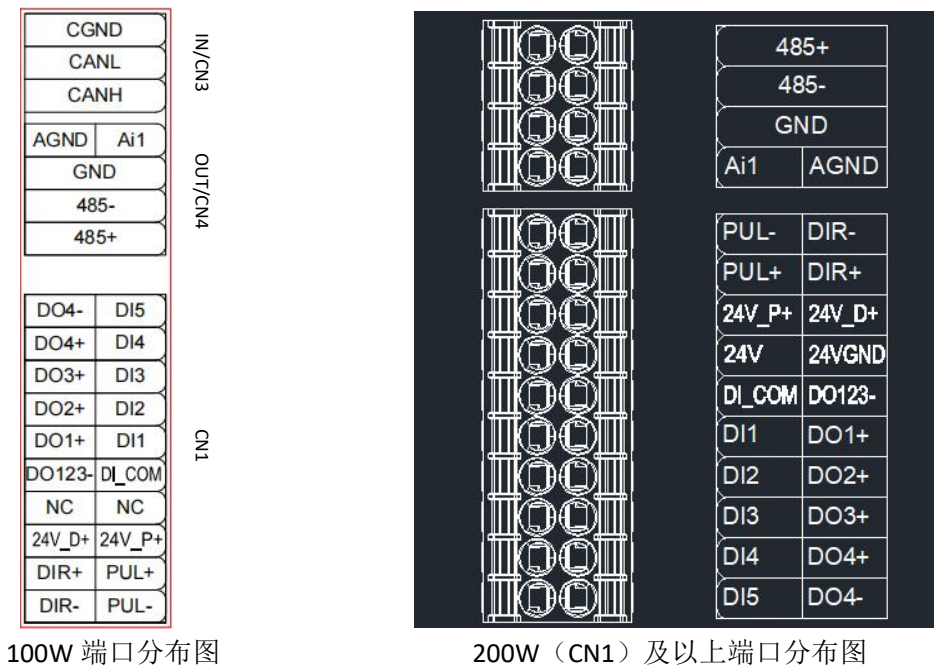 CGND
CANL
CANH
IN/CN3
AGND Ai1
GND
485-
485+
OUT/CN4
DO4- DI5
DO4+ DI4
DO3+ DI3
DO2+ DI2
DO1+ DI1
DO123- DI_COM
NC NC
24V_D+ 24V_P+
DIR+ PUL+
DIR- PUL-
CN1
100W 端口分布图
485+
485-
GND
Ai1 AGND
PUL- DIR-
PUL+ DIR+
24V_P+ 24V_D+
24V 24VGND
DI_COM DO123-
DI1 DO1+
DI2 DO2+
DI3 DO3+
DI4 DO4+
DI5 DO4-
200W（CN1）及以上端口分布图